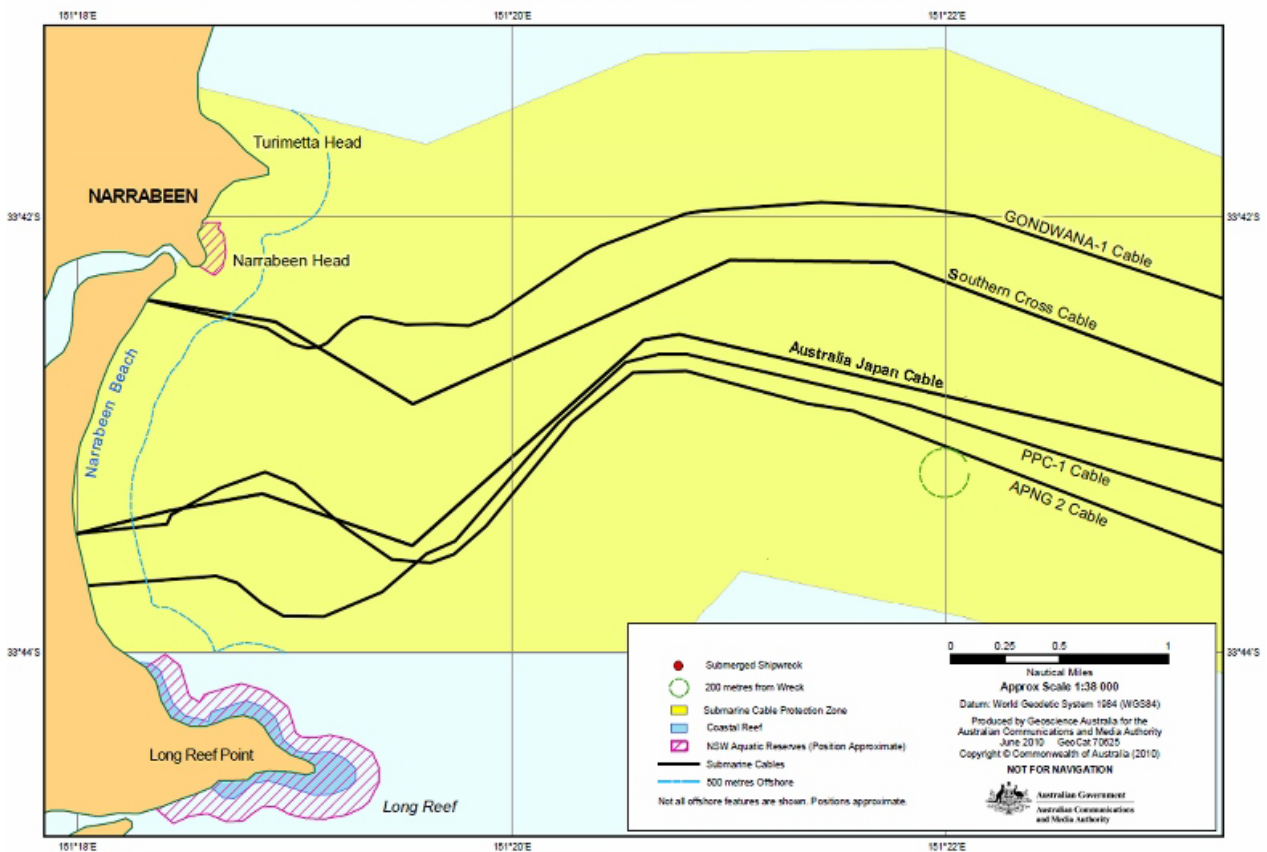 151°18'E
151°20'E
151°22'E
Turimetta Head
NARRABEEN
33°42'S
33°42'S
GONDWANA-1 Cable
Narrabeen Head
Southern Cross Cable
Australia Japan Cable
Narrabeen Beach
PPC-1 Cable
APNG 2 Cable
33°44'S
33°44'S
Long Reef Point
Long Reef
Submerged Shipwreck
200 metres from Wreck
Submarine Cable Protection Zone
Coastal Reef
NSW Aquatic Reserves (Position Approximate)
Submarine Cables
500 metres Offshore
Not all offshore features are shown. Positions approximate.
0 0.25 0.5 1
Nautical Miles
Approx Scale 1:38 000
Datum: World Geodetic System 1984 (WGS84)
Produced by Geoscience Australia for the
Australian Communications and Media Authority
June 2010 GeoCat 70625
Copyright © Commonwealth of Australia (2010)
NOT FOR NAVIGATION
Australian Government
Australian Communications
and Media Authority
151°18'E
151°20'E
151°22'E